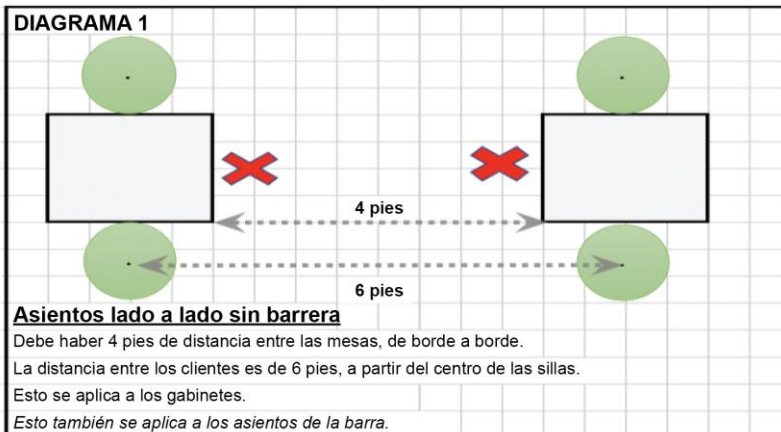 DIAGRAMA 1
4 pies
6 pies
Asientos lado a lado sin barrera
Debe haber 4 pies de distancia entre las mesas, de borde a borde.
La distancia entre los clientes es de 6 pies, a partir del centro de las sillas.
Esto se aplica a los gabinetes.
Esto también se aplica a los asientos de la barra.